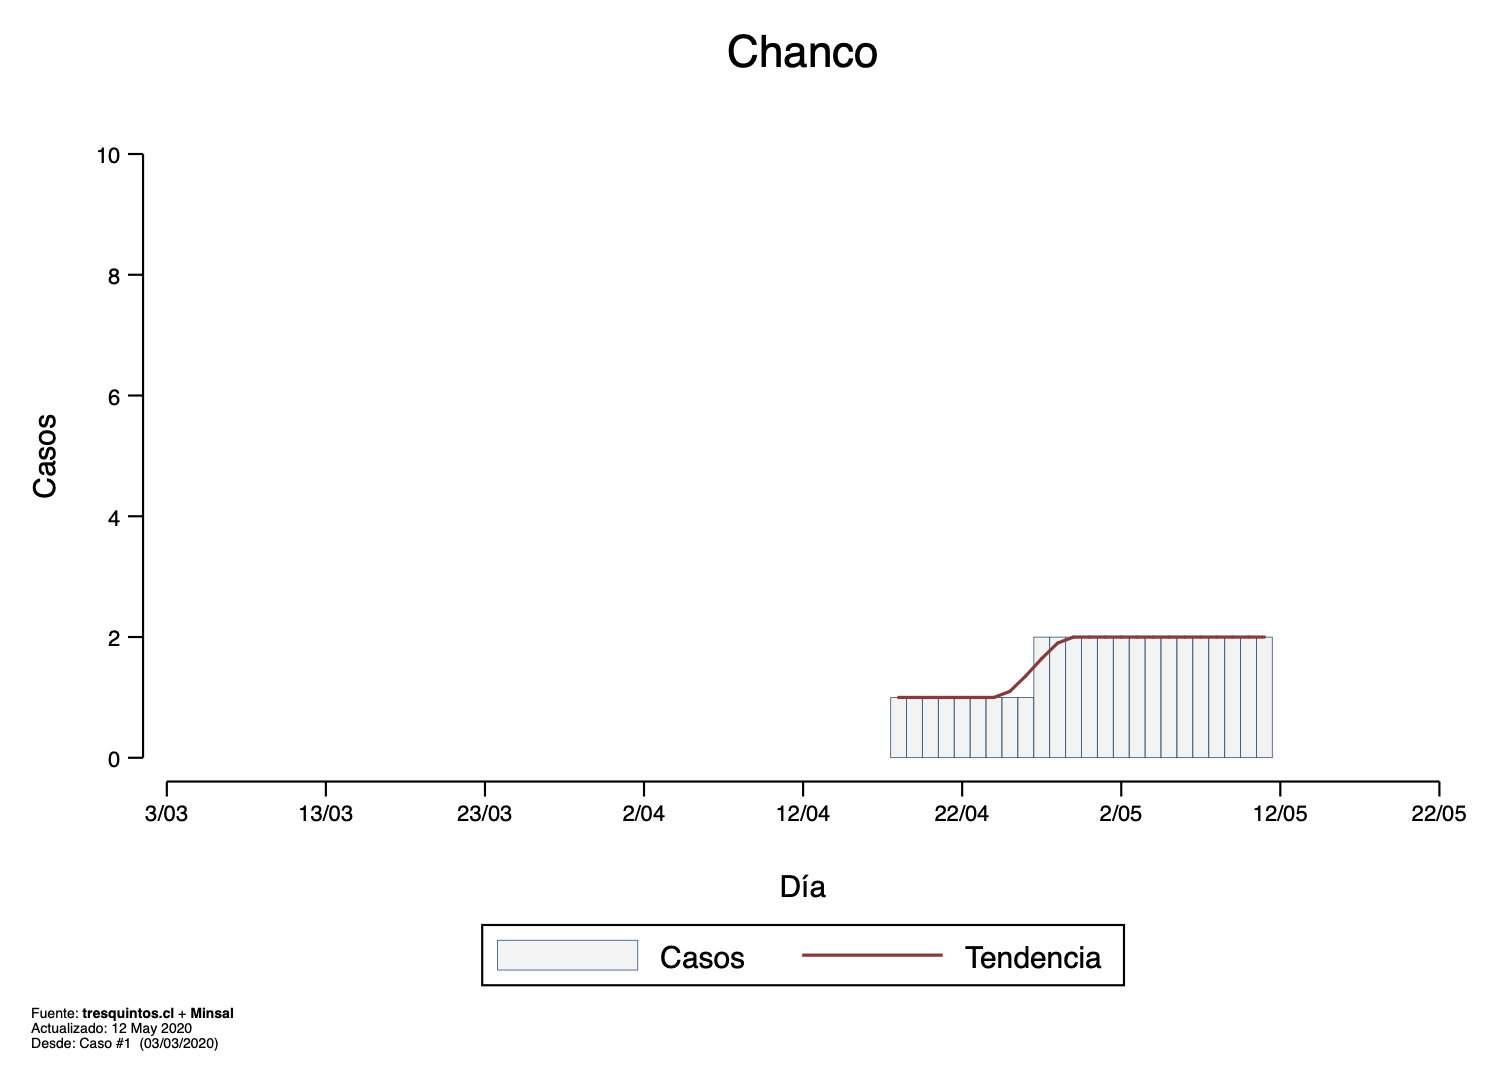 Chanco
Casos
10
8
6
4
2
0
3/03 13/03 23/03 2/04 12/04 22/04 2/05 12/05 22/05
Día
Casos Tendencia
Fuente: tresquintos.cl + Minsal
Actualizado: 12 May 2020
Desde: Caso #1 (03/03/2020)